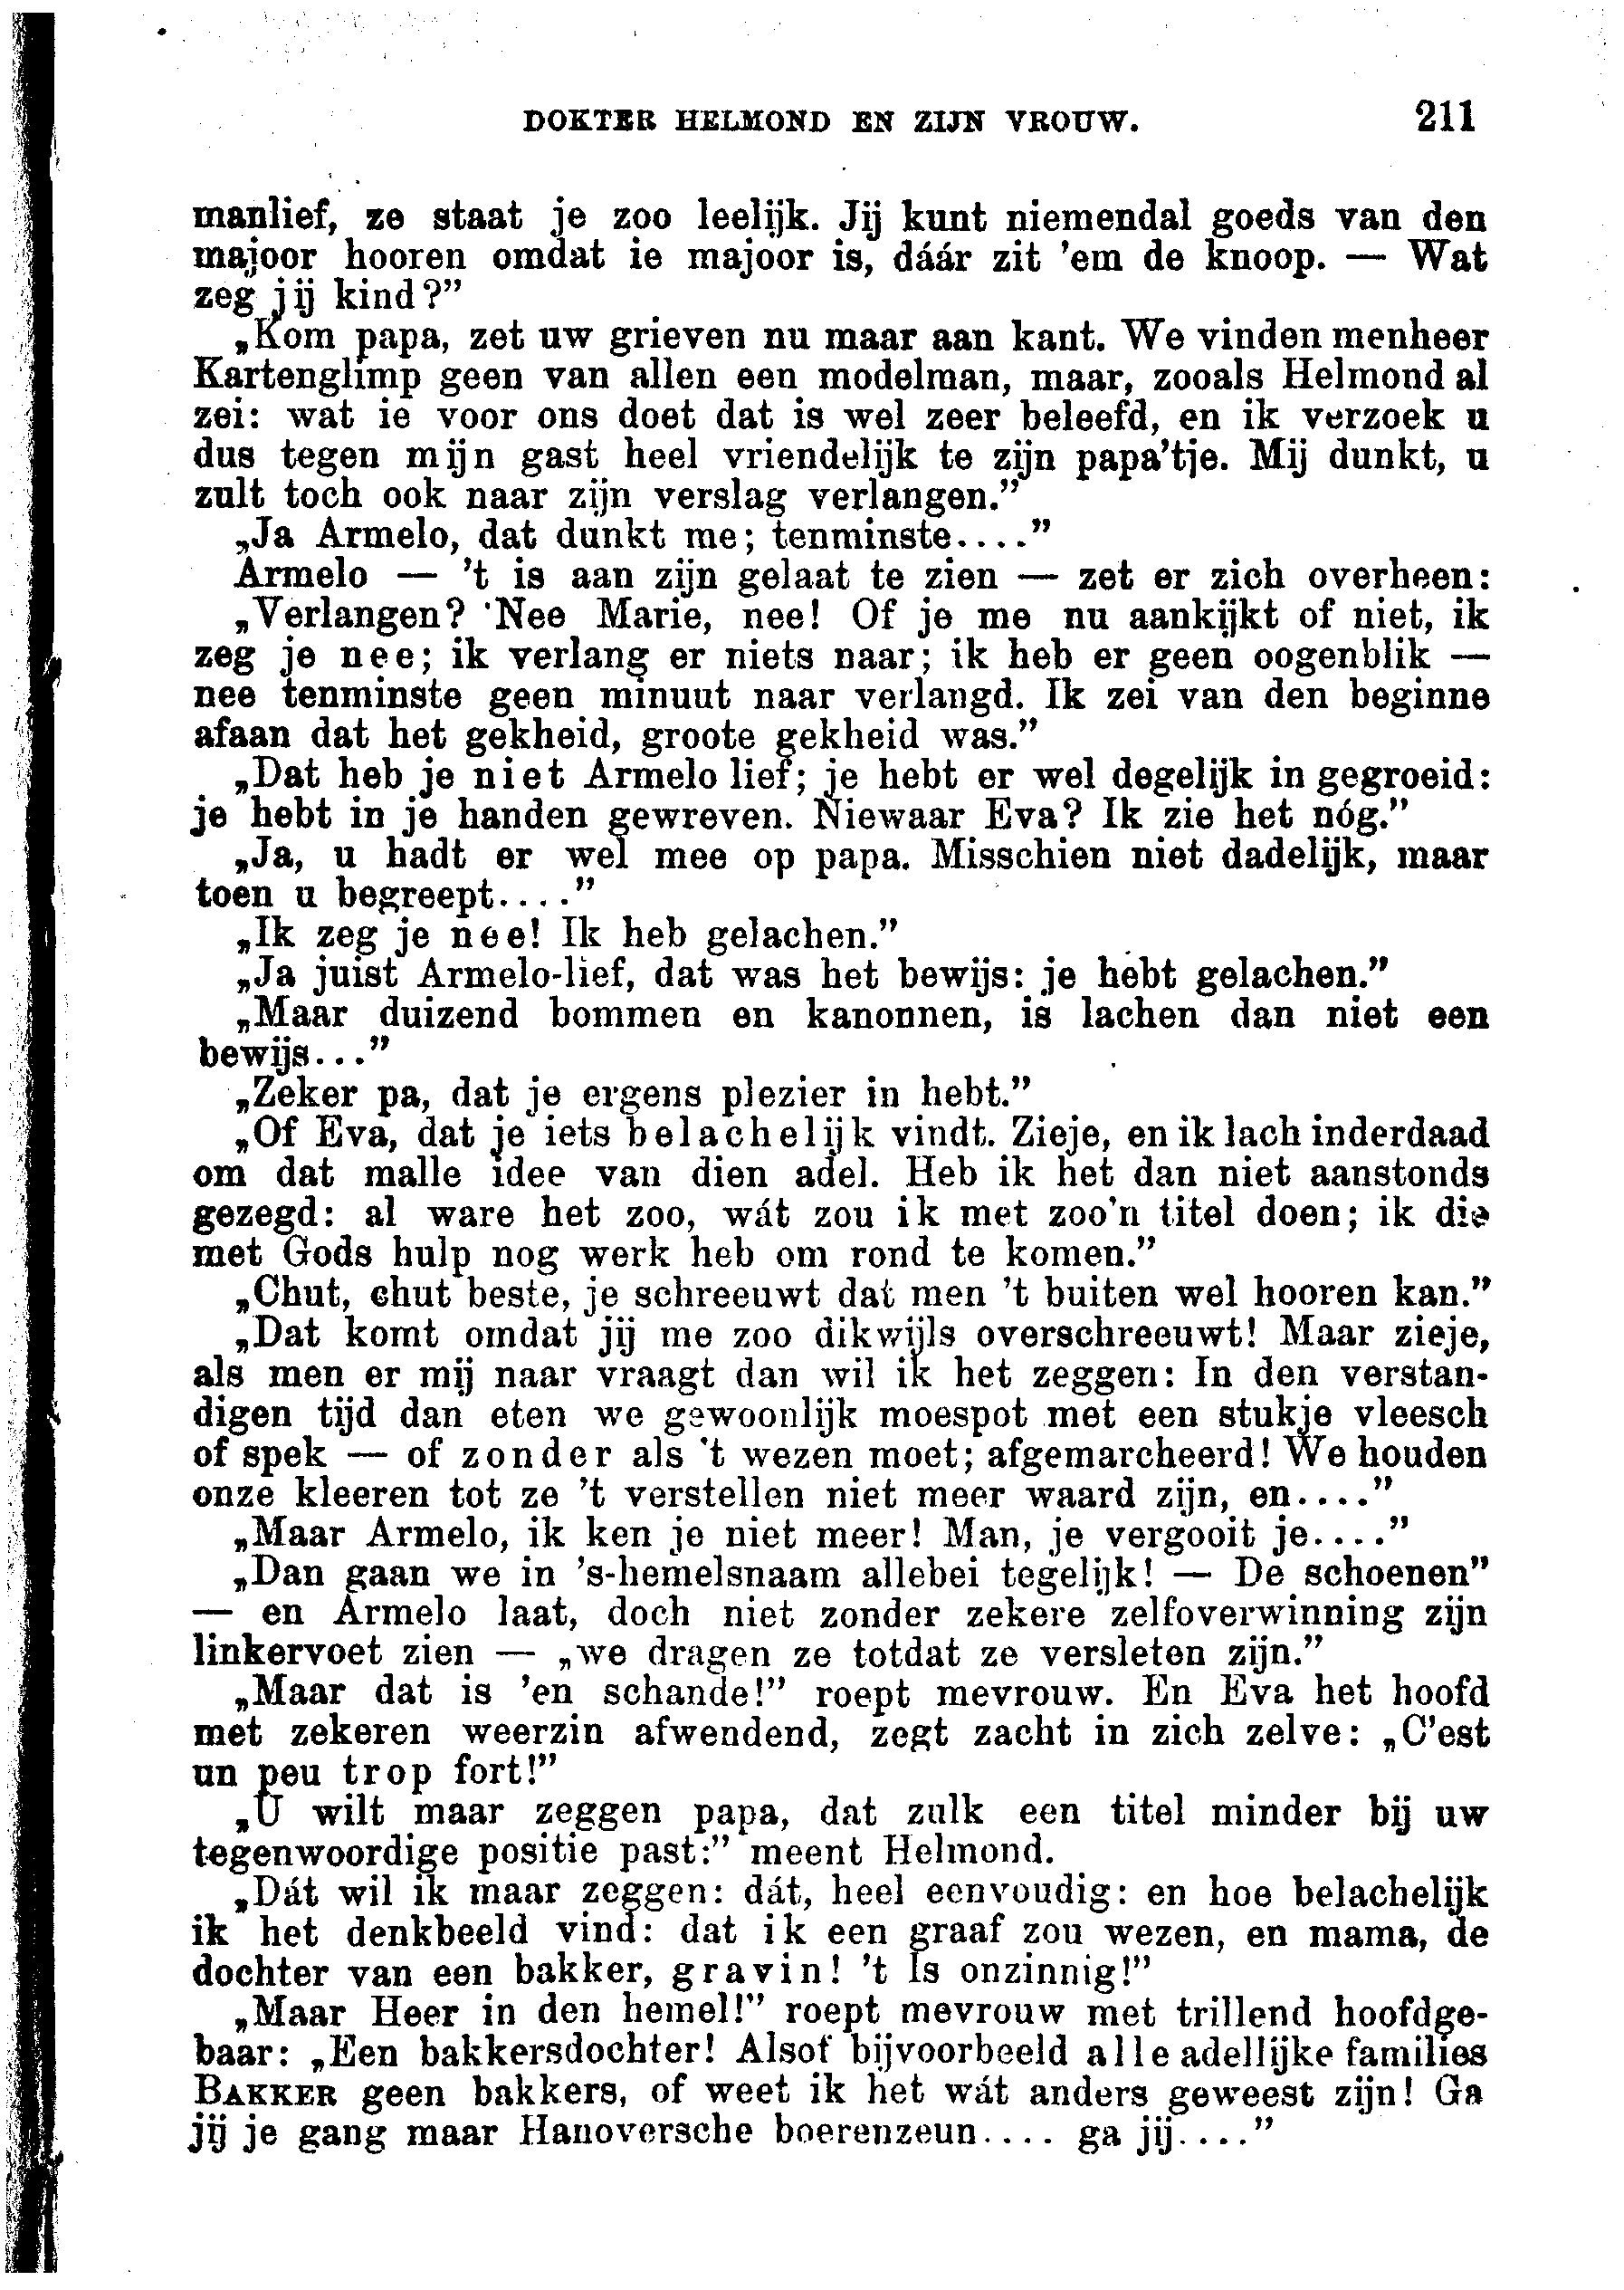 DOKTER HELMOND EN ZIJN VROUW. 211
manlief, ze staat je zoo leelijk. Jij kunt niemendal goeds van den
majoor hooren omdat ie majoor is, dáár zit 'em de knoop. — Wat
zeg jij kind?”
„Kom papa, zet uw grieven nu maar aan kant. We vinden menheer
Kartenglimp geen van allen een modelman, maar, zooals Helmond al
zei: wat ie voor ons doet dat is wel zeer beleefd, en ik verzoek u
dus tegen mijn gast heel vriendelijk te zijn papa'tje. Mij dunkt, u
zult toch ook naar zijn verslag verlangen.”
„Ja Armelo, dat dunkt me; tenminste....”
Armelo — 't is aan zijn gelaat te zien — zet er zich overheen:
„Verlangen? Nee Marie, nee! Of je me nu aankijkt of niet, ik
zeg je nee; ik verlang er niets naar; ik heb er geen oogenblik —
nee tenminste geen minuut naar verlangd. Ik zei van den beginne
afaan dat het gekheid, groote gekheid was.”
„Dat heb je niet Armelo lief; je hebt er wel degelijk in gegroeid:
je hebt in je handen gewreven. Niewaar Eva? Ik zie het nóg.”
„Ja, u hadt er wel mee op papa. Misschien niet dadelijk, maar
toen u begreept....”
„Ik zeg je nee! Ik heb gelachen.”
„Ja juist Armelo-lief, dat was het bewijs: je hebt gelachen.”
„Maar duizend bommen en kanonnen, is lachen dan niet een
bewijs...”
„Zeker pa, dat je ergens plezier in hebt.”
„Of Eva, dat je iets belachelijk vindt. Zieje, en ik lach inderdaad
om dat malle idee van dien adel. Heb ik het dan niet aanstonds
gezegd: al ware het zoo, wát zou ik met zoo'n titel doen; ik die
met Gods hulp nog werk heb om rond te komen.”
„Chut, chut beste, je schreeuwt dat men 't buiten wel hooren kan.”
„Dat komt omdat jij me zoo dikwijls overschreeuwt! Maar zieje,
als men er mij naar vraagt dan wil ik het zeggen: In den verstan-
digen tijd dan eten we gewoonlijk moespot met een stukje vleesch
of spek — of zonder als 't wezen moet; afgemarcheerd! We houden
onze kleeren tot ze 't verstellen niet meer waard zijn, en....”
„Maar Armelo, ik ken je niet meer! Man, je vergooit je....”
„Dan gaan we in 's-hemelsnaam allebei tegelijk! — De schoenen”
— en Armelo laat, doch niet zonder zekere zelfoverwinning zijn
linkervoet zien — „we dragen ze totdat ze versleten zijn.”
„Maar dat is 'en schande!” roept mevrouw. En Eva het hoofd
met zekeren weerzin afwendend, zegt zacht in zich zelve: „C'est
un peu trop fort!”
„U wilt maar zeggen papa, dat zulk een titel minder bij uw
tegenwoordige positie past:” meent Helmond.
„Dát wil ik maar zeggen: dát, heel eenvoudig: en hoe belachelijk
ik het denkbeeld vind: dat ik een graaf zou wezen, en mama, de
dochter van een bakker, gravin! 't Is onzinnig!”
„Maar Heer in den hemel!” roept mevrouw met trillend hoofdge-
baar: „Een bakkersdochter! Alsof bijvoorbeeld alle adellijke families
BAKKER geen bakkers, of weet ik het wát anders geweest zijn! Ga
jij je gang maar Hanoversche boerenzeun.... ga jij....”